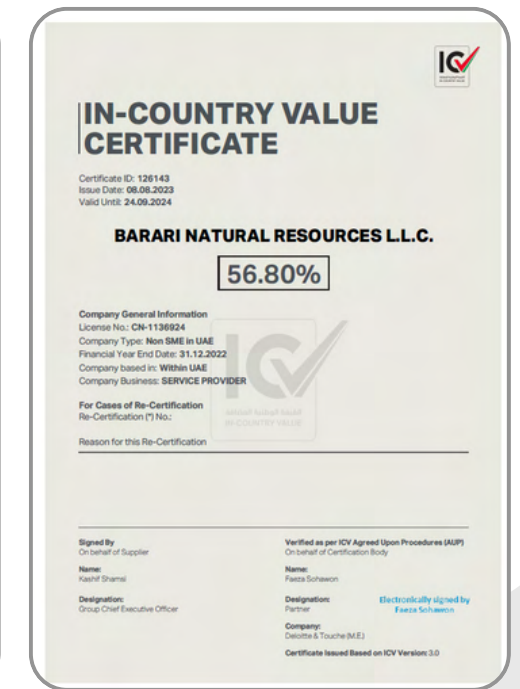 ICV
IN-COUNTRY VALUE
CERTIFICATE
Certificate ID: 126143
Issue Date: 08.08.2023
Valid Until: 24.09.2024
BARARI NATURAL RESOURCES L.L.C.
56.80%
Company General Information
License No.: CN-1136924
Company Type: Non SME in UAE
Financial Year End Date: 31.12.2022
Company based in: Within UAE
Company Business: SERVICE PROVIDER
For Cases of Re-Certification
Re-Certification (*) No.:
IN-COUNTRY VALUE
Reason for this Re-Certification
Signed By
On behalf of Supplier
Name:
Kashif Shamsi
Designation:
Group Chief Executive Officer
Verified as per ICV Agreed Upon Procedures (AUP)
On behalf of Certification Body
Name:
Faeza Sohawon
Designation:
Partner
Electronically signed by
Faeza Sohawon
Company:
Deloitte & Touche (M.E.)
Certificate Issued Based on ICV Version: 3.0